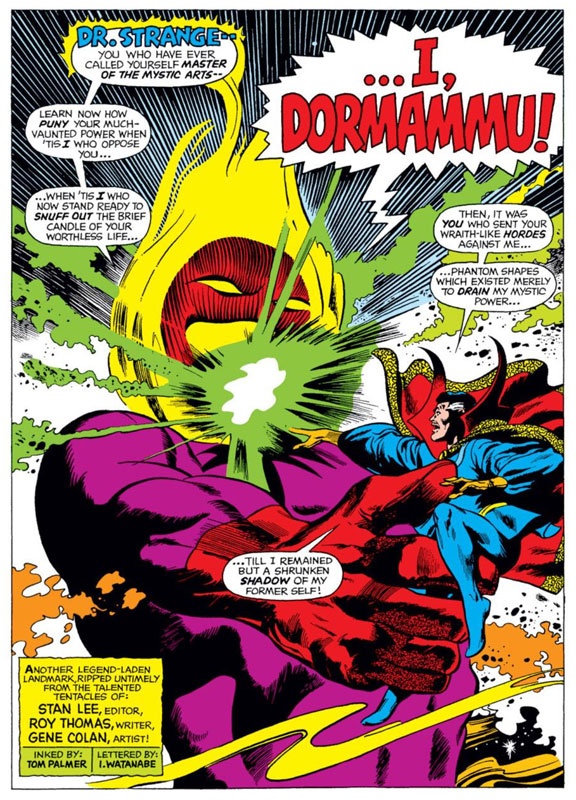 DR. STRANGE--
YOU WHO HAVE EVER
CALLED YOURSELF MASTER
OF THE MYSTIC ARTS--
LEARN NOW HOW
PUNY YOUR MUCH-
VAUNTED POWER WHEN
'TIS I WHO OPPOSE
YOU...
...WHEN 'TIS I WHO
NOW STAND READY TO
SNUFF OUT THE BRIEF
CANDLE OF YOUR
WORTHLESS LIFE...
...I,
DORMAMMU!
THEN, IT WAS
YOU WHO SENT YOUR
WRAITH-LIKE HORDES
AGAINST ME...
...PHANTOM SHAPES
WHICH EXISTED MERELY
TO DRAIN MY MYSTIC
POWER...
...TILL I REMAINED
BUT A SHRUNKEN
SHADOW OF MY
FORMER SELF!
ANOTHER LEGEND-LADEN
LANDMARK, RIPPED UNTIMELY
FROM THE TALENTED
TENTACLES OF:
STAN LEE, EDITOR,
ROY THOMAS, WRITER,
GENE COLAN, ARTIST!
INKED BY:
TOM PALMER
LETTERED BY:
I. WATANABE